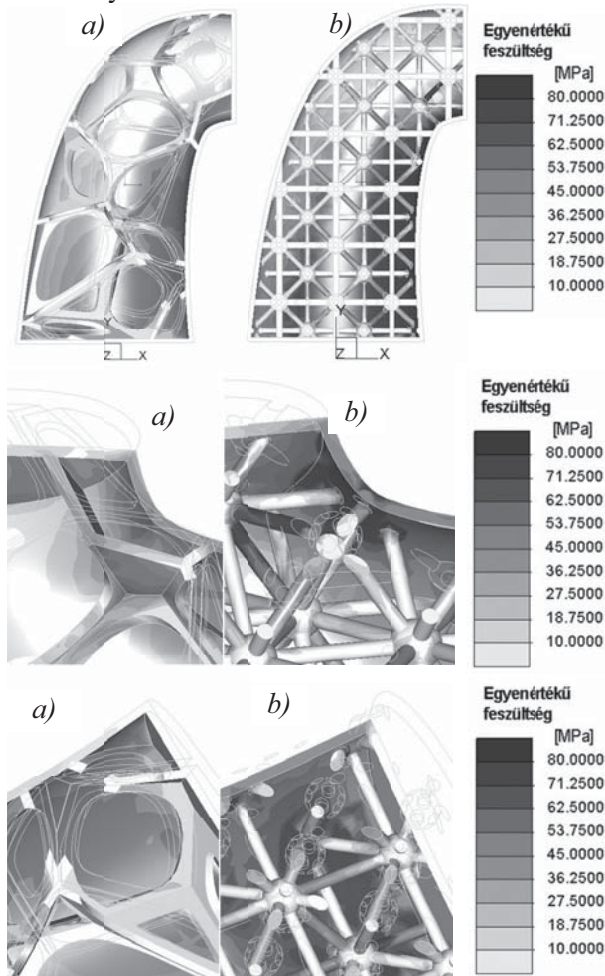 a)
b)
Egyenértékű
feszültség
[MPa]
80.0000
71.2500
62.5000
53.7500
45.0000
36.2500
27.5000
18.7500
10.0000
Y
Z
X
Y
Z
X
a)
b)
Egyenértékű
feszültség
[MPa]
80.0000
71.2500
62.5000
53.7500
45.0000
36.2500
27.5000
18.7500
10.0000
a)
b)
Egyenértékű
feszültség
[MPa]
80.0000
71.2500
62.5000
53.7500
45.0000
36.2500
27.5000
18.7500
10.0000